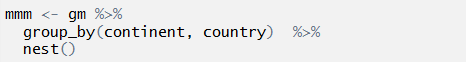 mmm <- gm %>%
  group_by(continent, country)  %>%
  nest()